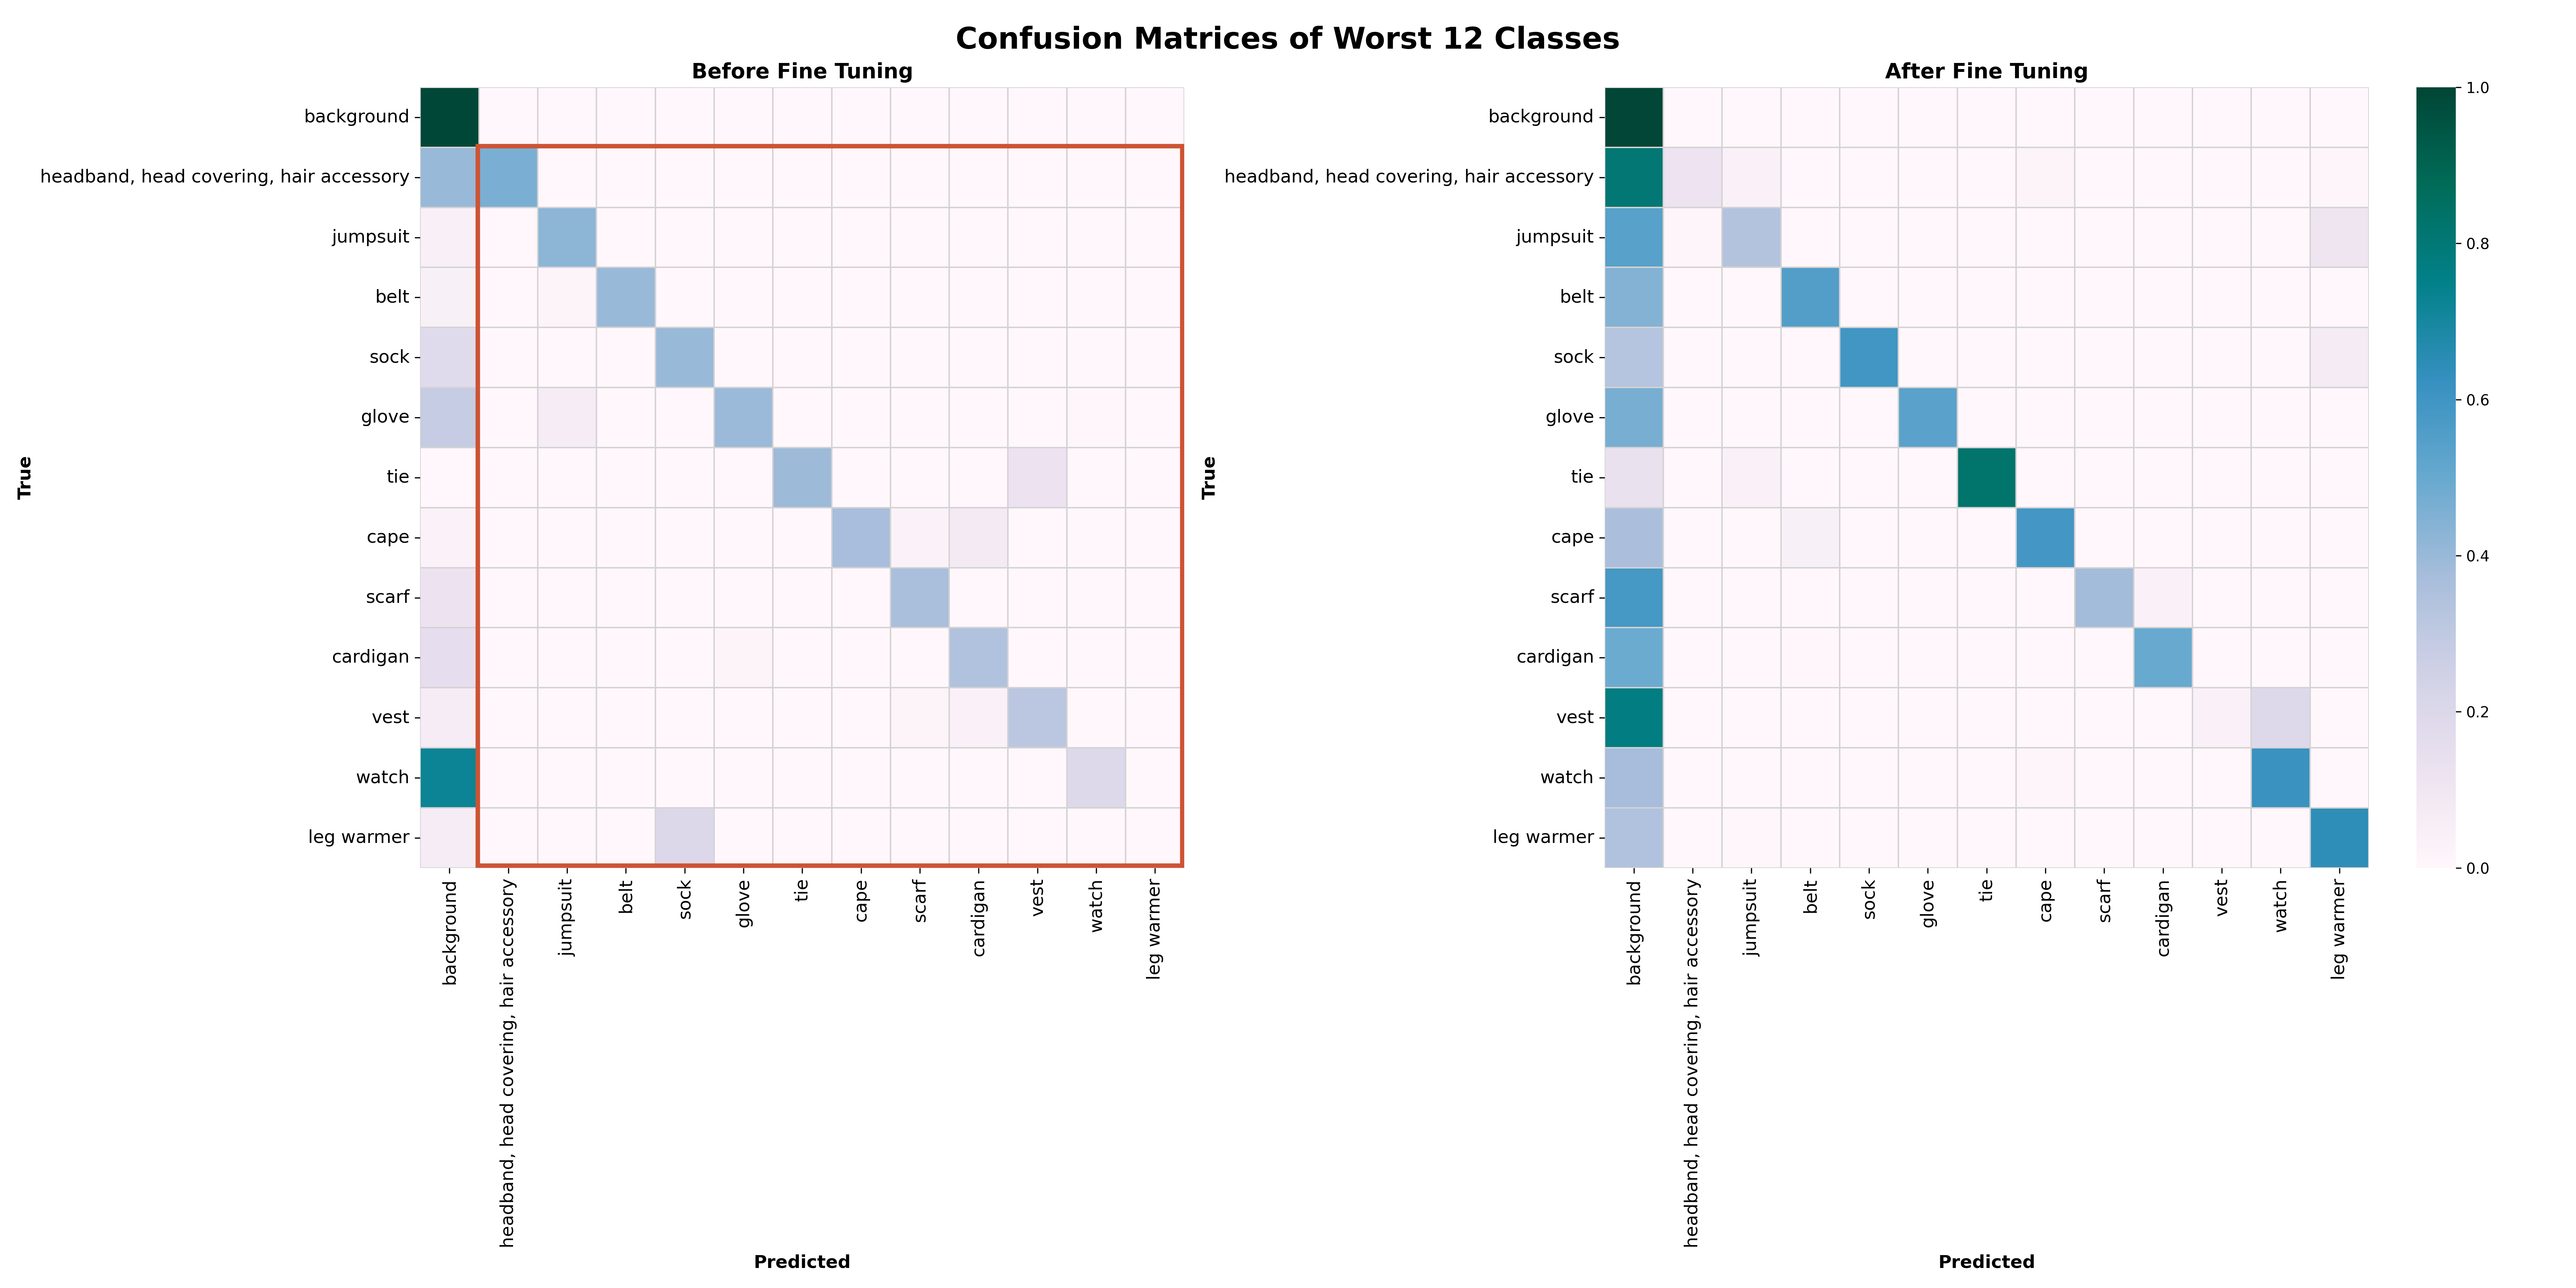 Confusion Matrices of Worst 12 Classes
Before Fine Tuning
True
background
headband, head covering, hair accessory
jumpsuit
belt
sock
glove
tie
cape
scarf
cardigan
vest
watch
leg warmer
background
headband, head covering, hair accessory
jumpsuit
belt
sock
glove
tie
cape
scarf
cardigan
vest
watch
leg warmer
Predicted
After Fine Tuning
True
background
headband, head covering, hair accessory
jumpsuit
belt
sock
glove
tie
cape
scarf
cardigan
vest
watch
leg warmer
background
headband, head covering, hair accessory
jumpsuit
belt
sock
glove
tie
cape
scarf
cardigan
vest
watch
leg warmer
Predicted
1.0
0.8
0.6
0.4
0.2
0.0